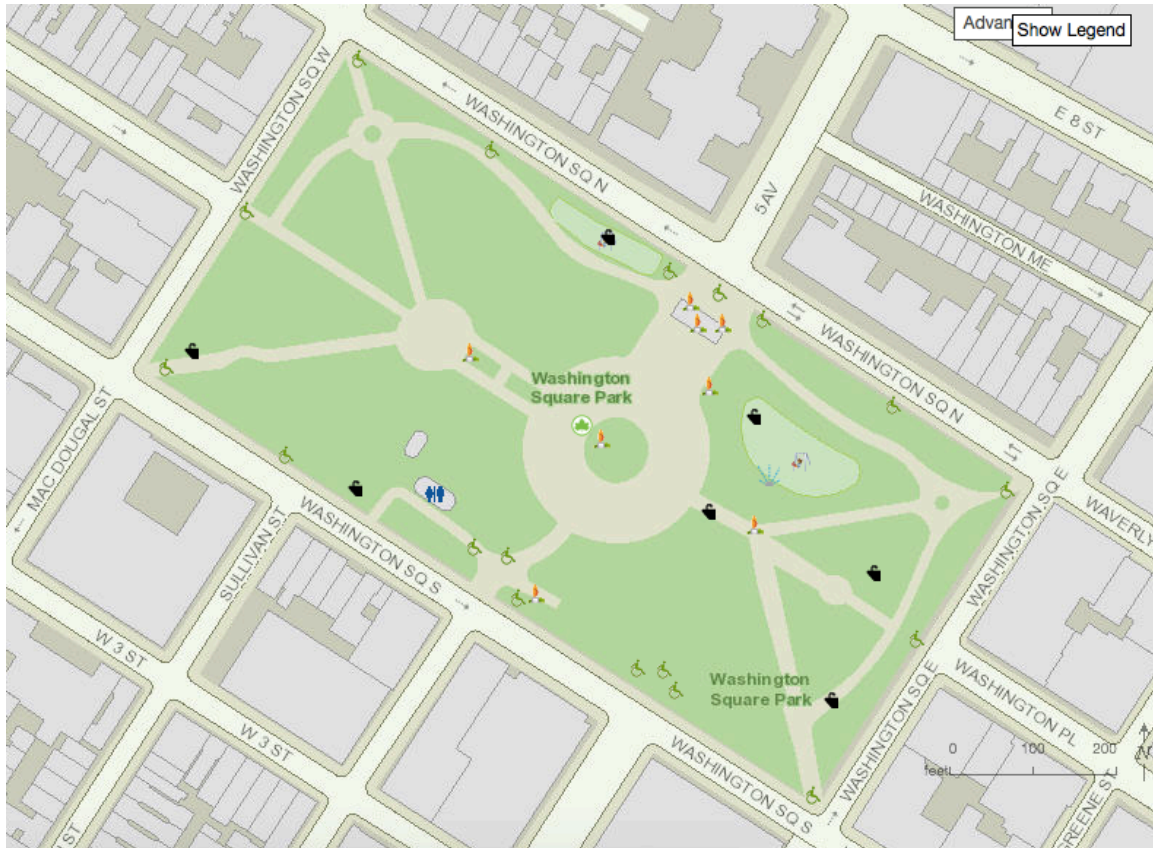 Advan
Show Legend
WASHINGTON SQ W
WASHINGTON SQ N
E 8 ST
5 AV
WASHINGTON ME
WASHINGTON SQ N
Washington
Square Park
MAC DOUGAL ST
SULLIVAN ST
WASHINGTON SQ S
WASHINGTON SQ E
WAVERLY
W 3 ST
Washington
Square Park
WASHINGTON SQ E
WASHINGTON PL
W 3 ST
WASHINGTON SQ S
0 100 200
feet
N
GREENE S
ST